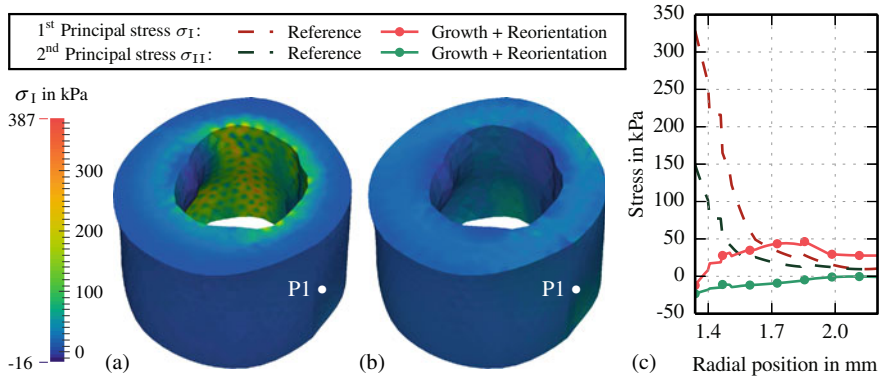 1st Principal stress σI: Reference Growth + Reorientation
2nd Principal stress σII: Reference Growth + Reorientation
σI in kPa
387
300
200
100
0
-16
(a)
P1
(b)
P1
(c)
Stress in kPa
350
300
250
200
150
100
50
0
-50
1.4 1.7 2.0
Radial position in mm